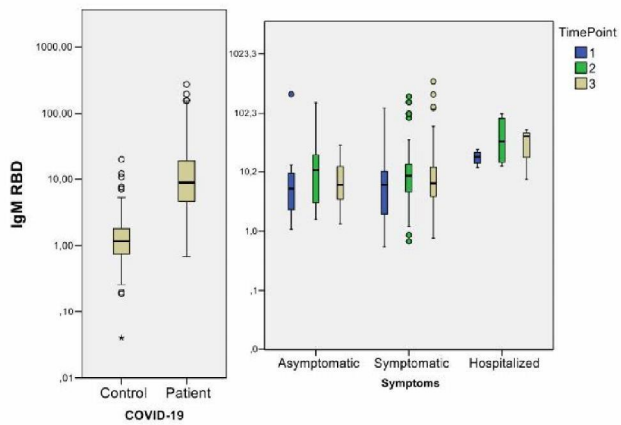 IgM RBD
1000,00
100,00
10,00
1,00
,10
,01
Control Patient
COVID-19
1023,3
102,3
10,2
1,0
,1
,0
Asymptomatic Symptomatic Hospitalized
Symptoms
TimePoint
1
2
3